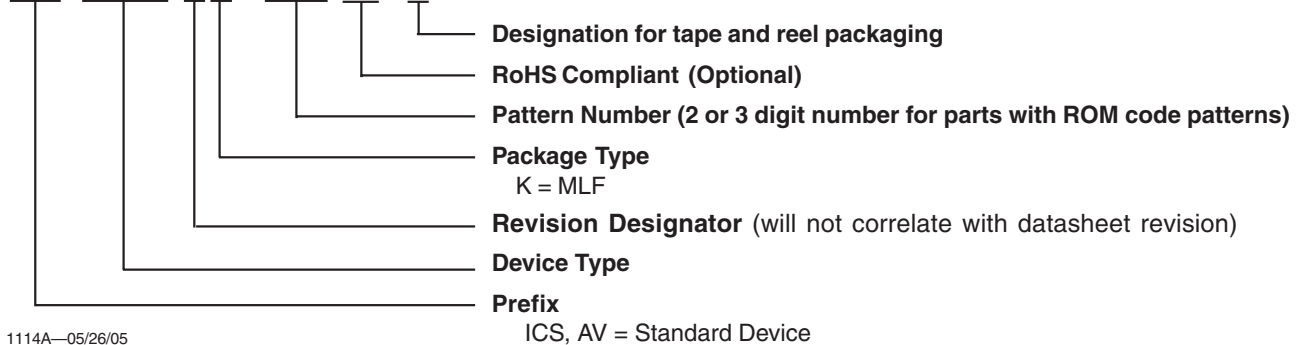 Designation for tape and reel packaging
RoHS Compliant (Optional)
Pattern Number (2 or 3 digit number for parts with ROM code patterns)
Package Type
K = MLF
Revision Designator (will not correlate with datasheet revision)
Device Type
Prefix
ICS, AV = Standard Device
1114A—05/26/05